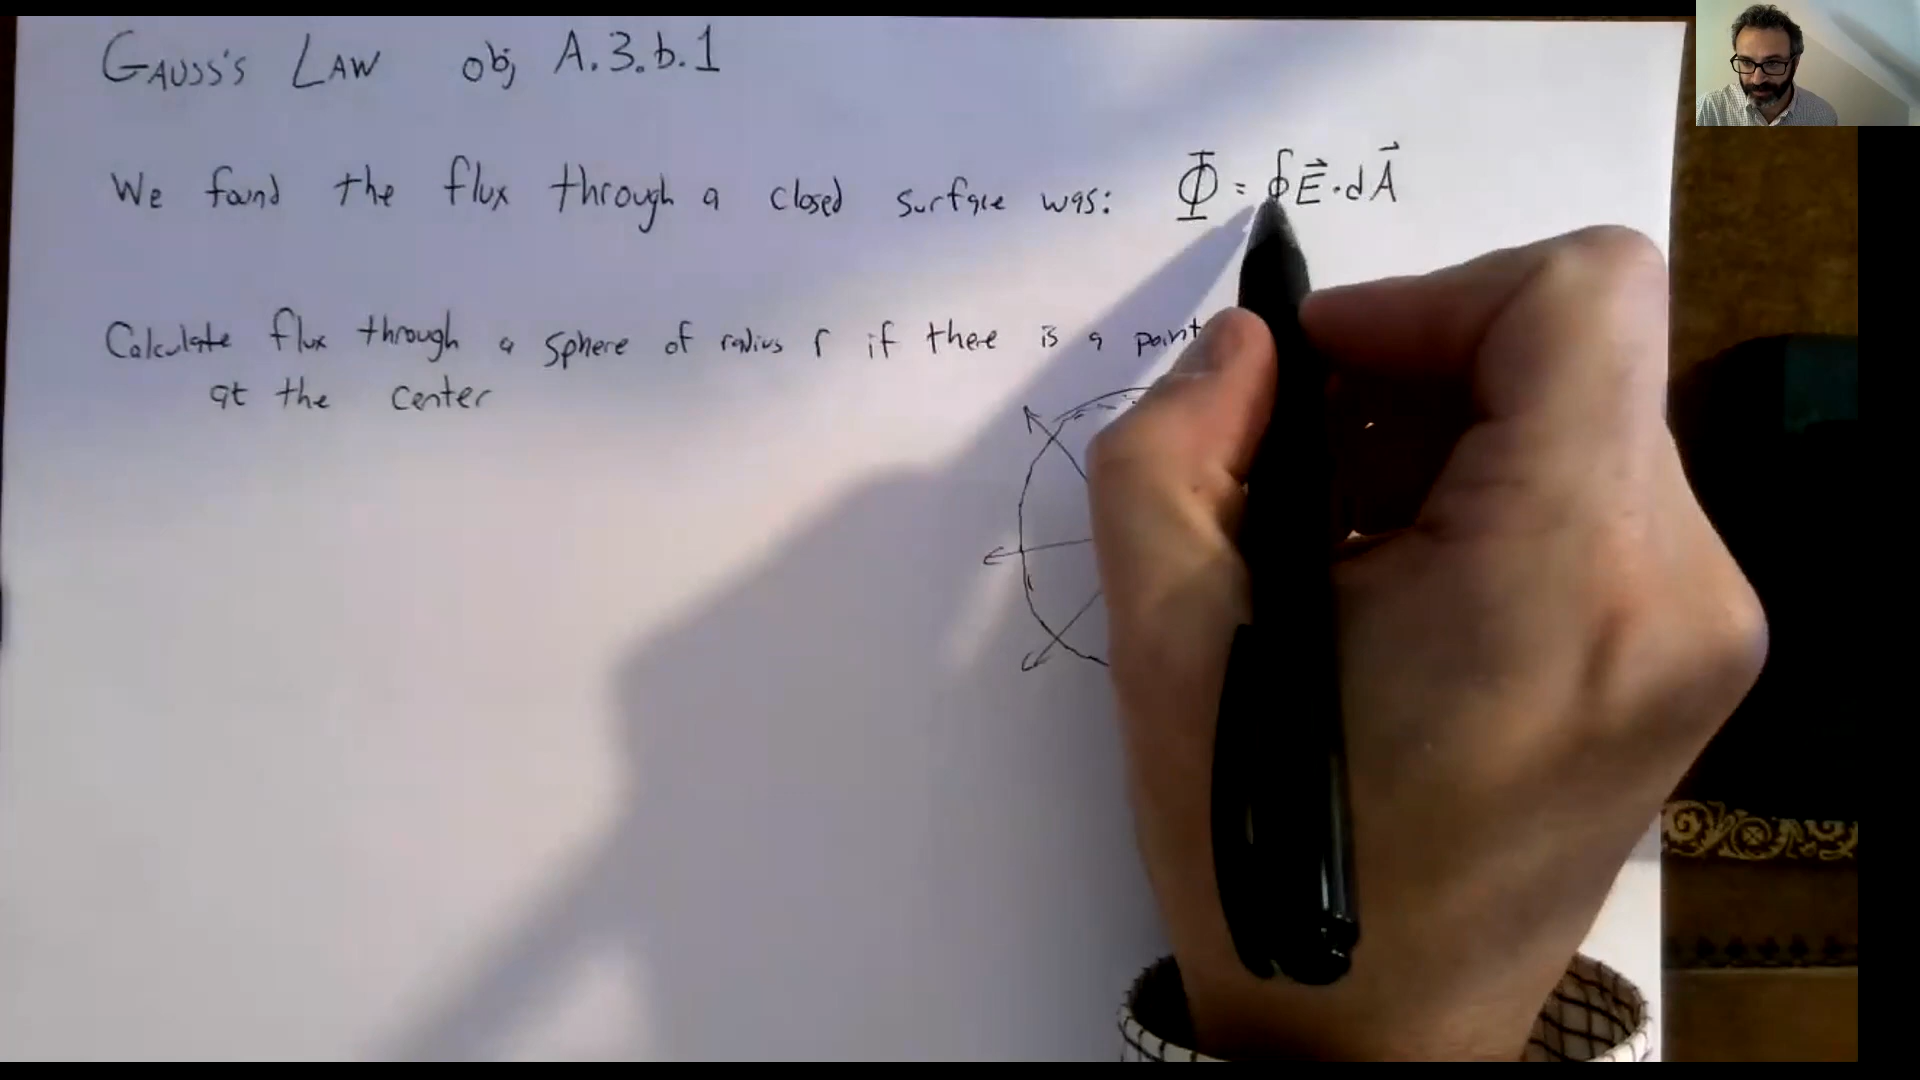 GAUSS'S LAW obj A.3.b.1
We found the flux through a closed surface was: Φ = ∮E⃗·dA⃗
Calculate flux through a sphere of radius r if there is a point
at the center